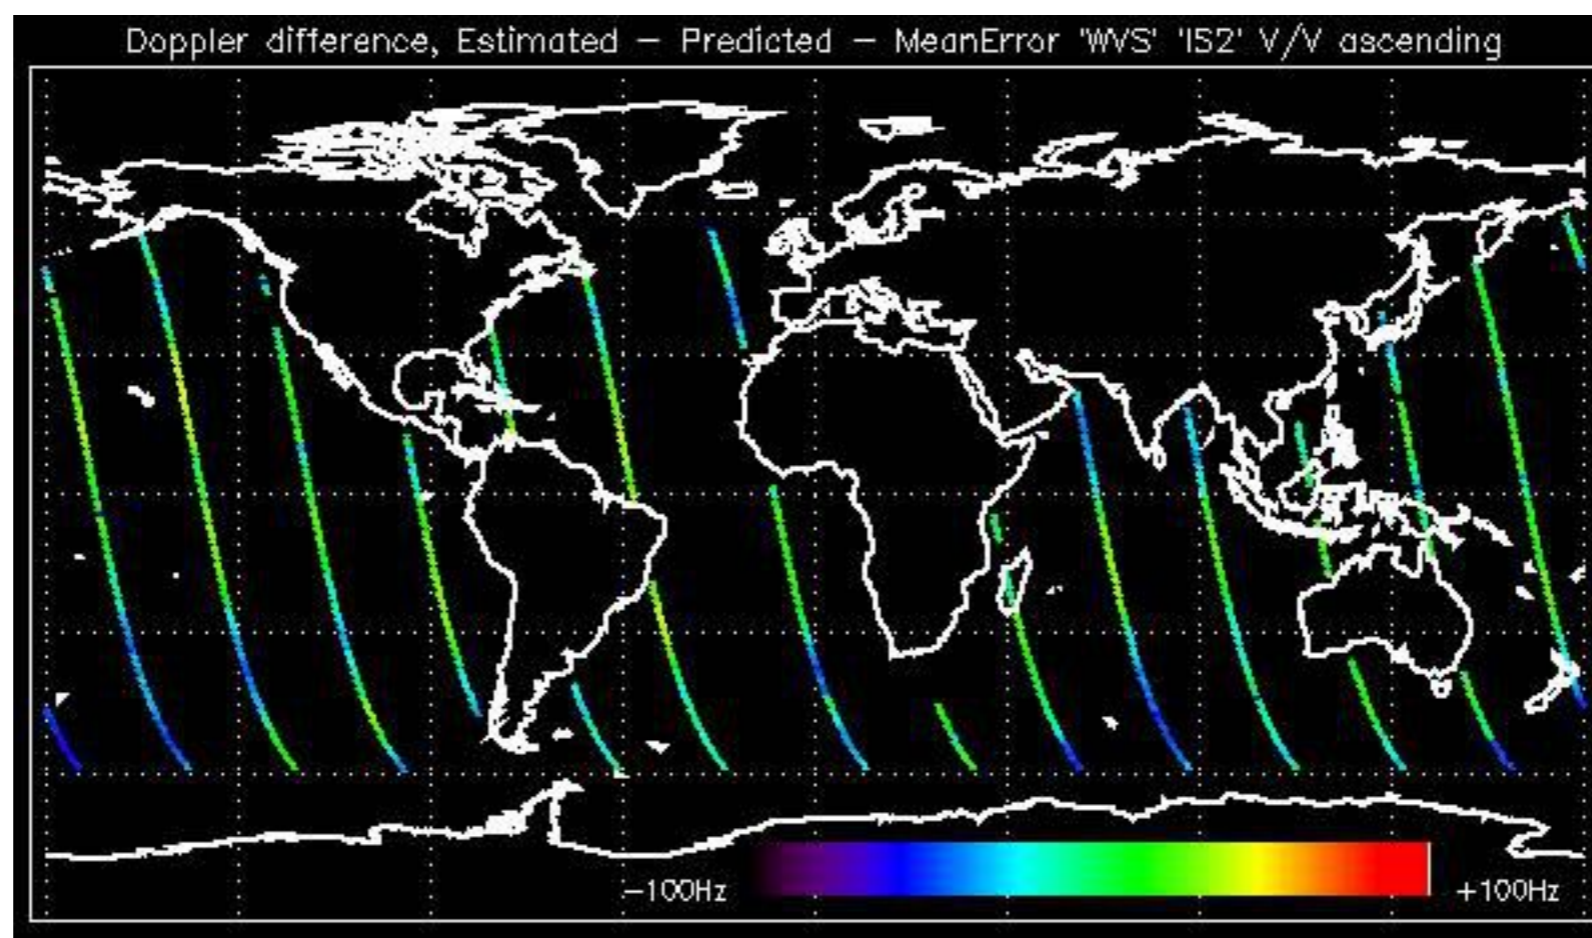 Doppler difference, Estimated — Predicted — MeanError 'WVS' 'IS2' V/V ascending
—100Hz +100Hz